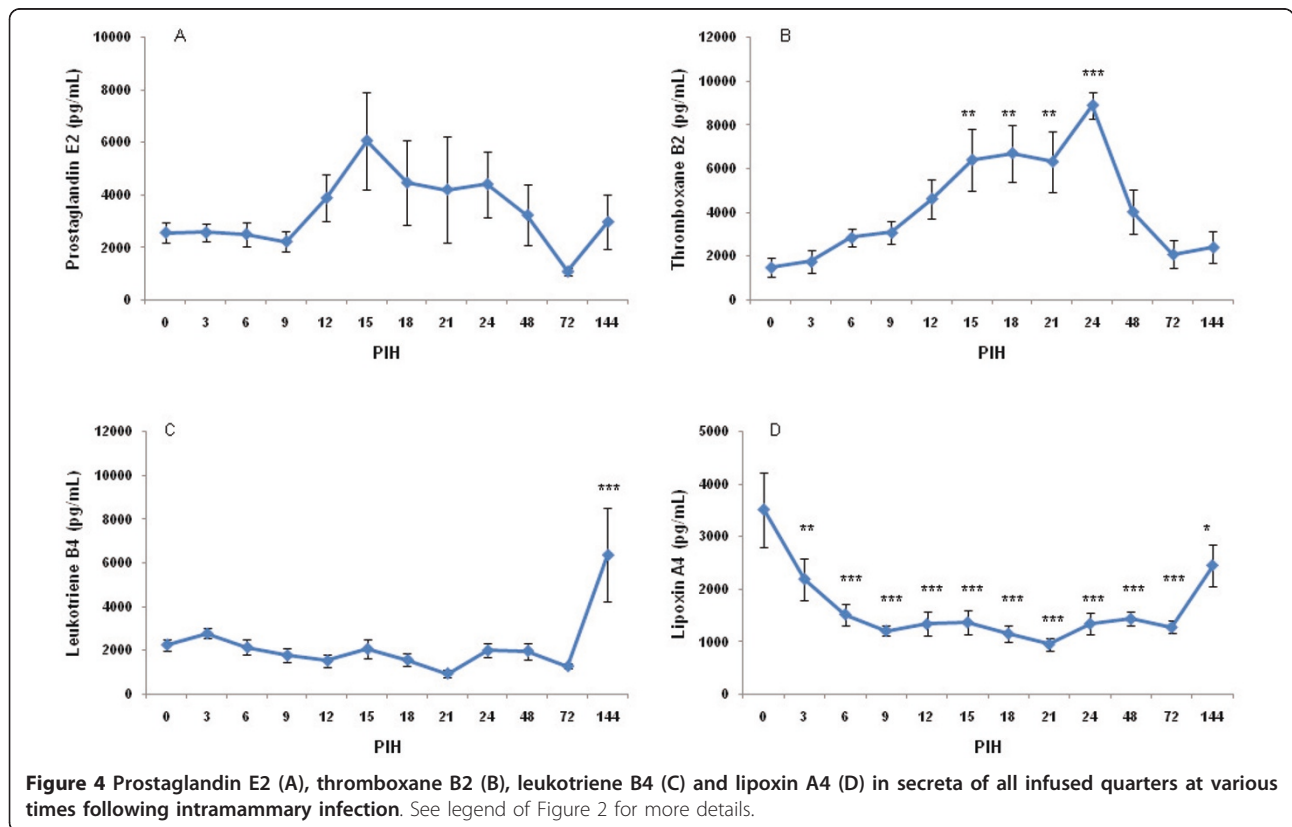 A
Prostaglandin E2 (pg/mL)
10000
8000
6000
4000
2000
0
0 3 6 9 12 15 18 21 24 48 72 144
PIH
B
Thromboxane B2 (pg/mL)
12000
10000
8000
6000
4000
2000
0
** ** ** ***
0 3 6 9 12 15 18 21 24 48 72 144
PIH
C
Leukotriene B4 (pg/mL)
12000
10000
8000
6000
4000
2000
0
***
0 3 6 9 12 15 18 21 24 48 72 144
PIH
D
Lipoxin A4 (pg/mL)
5000
4000
3000
2000
1000
0
** *** *** *** *** *** *** *** *** *** *
0 3 6 9 12 15 18 21 24 48 72 144
PIH
Figure 4 Prostaglandin E2 (A), thromboxane B2 (B), leukotriene B4 (C) and lipoxin A4 (D) in secreta of all infused quarters at various
times following intramammary infection. See legend of Figure 2 for more details.